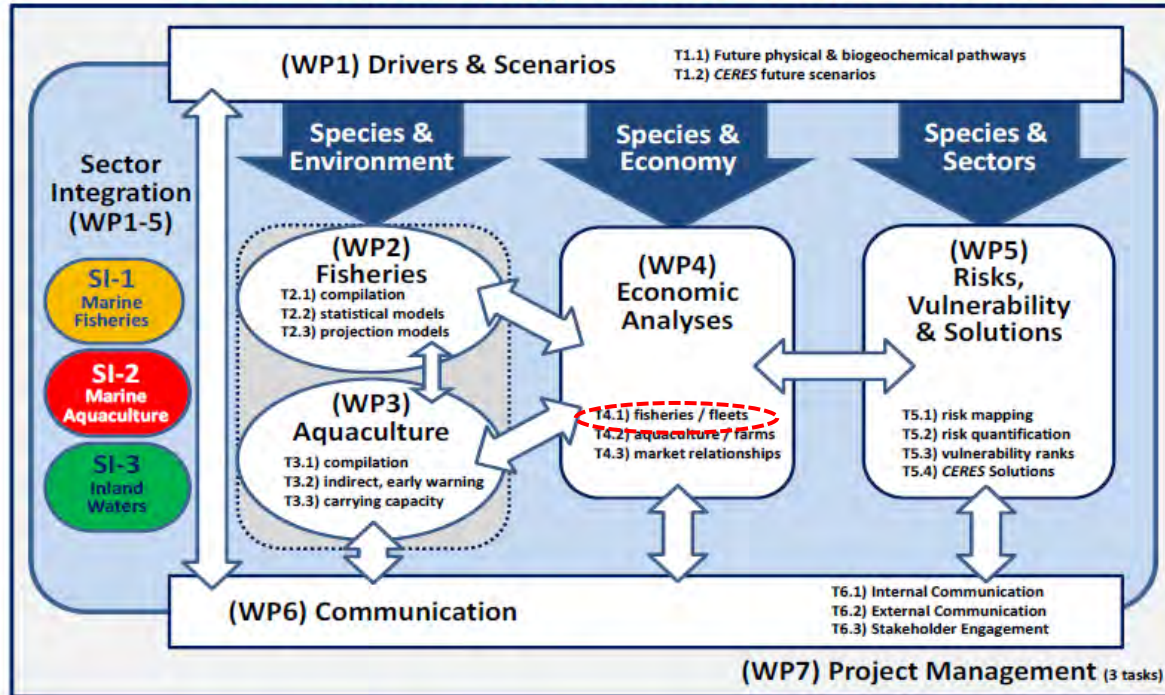 (WP1) Drivers & Scenarios
T1.1) Future physical & biogeochemical pathways
T1.2) CERES future scenarios
Species &
Environment
Species &
Economy
Species &
Sectors
Sector
Integration
(WP1-5)
SI-1
Marine
Fisheries
SI-2
Marine
Aquaculture
SI-3
Inland
Waters
(WP2)
Fisheries
T2.1) compilation
T2.2) statistical models
T2.3) projection models
(WP3)
Aquaculture
T3.1) compilation
T3.2) indirect, early warning
T3.3) carrying capacity
(WP4)
Economic
Analyses
T4.1) fisheries / fleets
T4.2) aquaculture / farms
T4.3) market relationships
(WP5)
Risks,
Vulnerability
& Solutions
T5.1) risk mapping
T5.2) risk quantification
T5.3) vulnerability ranks
T5.4) CERES Solutions
(WP6) Communication
T6.1) Internal Communication
T6.2) External Communication
T6.3) Stakeholder Engagement
(WP7) Project Management (3 tasks)